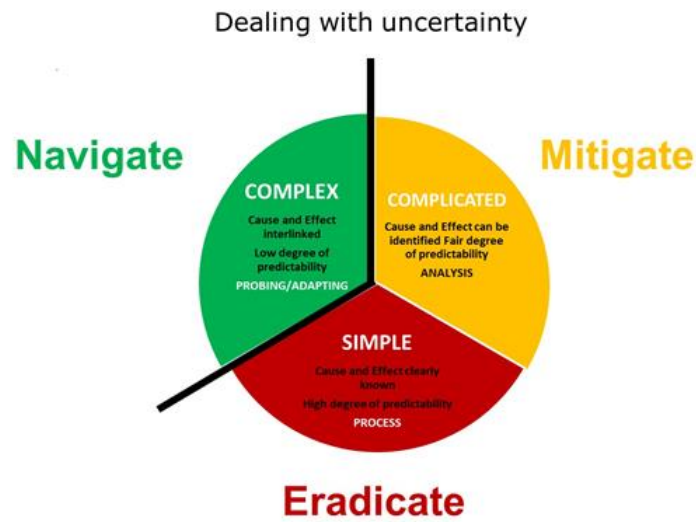 Dealing with uncertainty
Navigate
Mitigate
COMPLEX
Cause and Effect
interlinked
Low degree of
predictability
PROBING/ADAPTING
COMPLICATED
Cause and Effect can be
identified Fair degree
of predictability
ANALYSIS
SIMPLE
Cause and Effect clearly
known
High degree of predictability
PROCESS
Eradicate